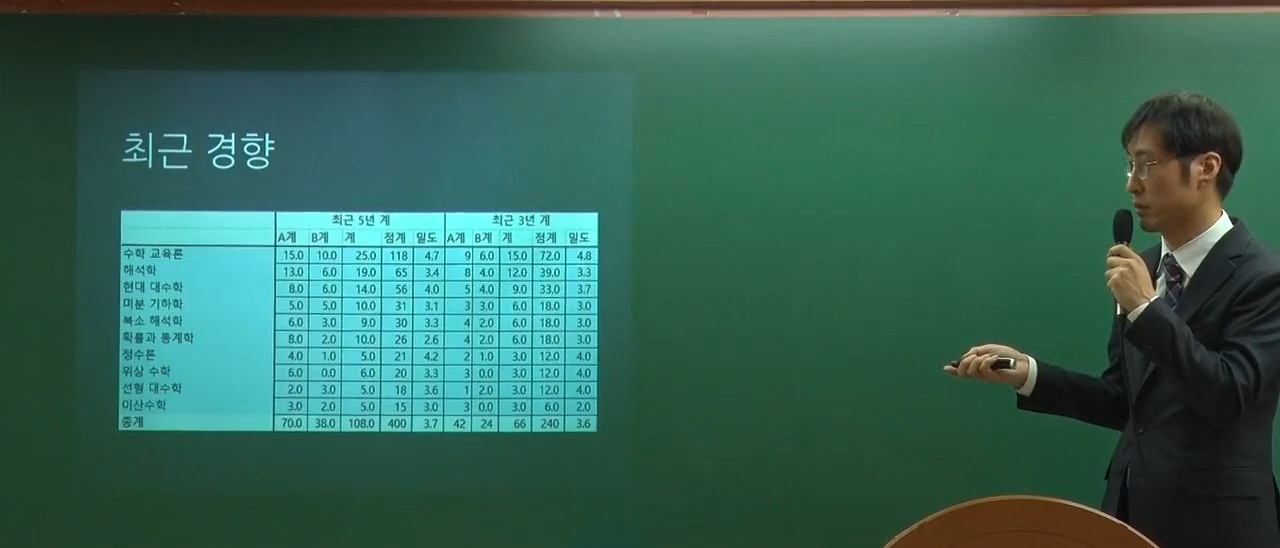 최근 경향
최근 5년 계 최근 3년 계
A계 B계 계 점계 밀도 A계 B계 계 점계 밀도
수학 교육론 15.0 10.0 25.0 118 4.7 9 6.0 15.0 72.0 4.8
해석학 13.0 6.0 19.0 65 3.4 8 4.0 12.0 39.0 3.3
현대 대수학 8.0 6.0 14.0 56 4.0 5 4.0 9.0 33.0 3.7
미분 기하학 5.0 5.0 10.0 31 3.1 3 3.0 6.0 18.0 3.0
복소 해석학 6.0 3.0 9.0 30 3.3 4 2.0 6.0 18.0 3.0
확률과 통계학 8.0 2.0 10.0 26 2.6 4 2.0 6.0 18.0 3.0
정수론 4.0 1.0 5.0 21 4.2 2 1.0 3.0 12.0 4.0
위상 수학 6.0 0.0 6.0 20 3.3 3 0.0 3.0 12.0 4.0
선형 대수학 2.0 3.0 5.0 18 3.6 1 2.0 3.0 12.0 4.0
이산수학 3.0 2.0 5.0 15 3.0 3 0.0 3.0 6.0 2.0
총계 70.0 38.0 108.0 400 3.7 42 24 66 240 3.6